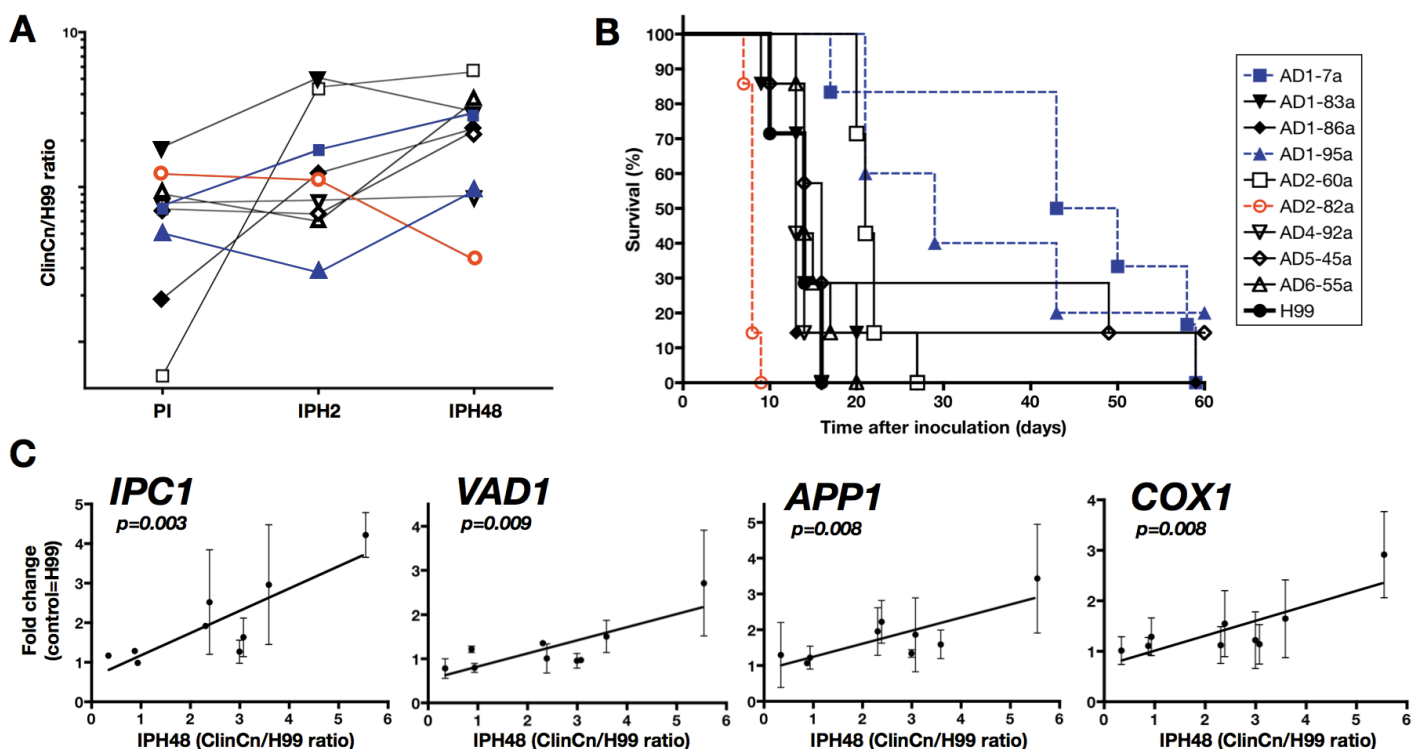 A
10
ClinCn/H99 ratio
PI IPH2 IPH48
B
100
90
80
70
60
50
40
30
20
10
0
Survival (%)
0 10 20 30 40 50 60
Time after inoculation (days)
AD1-7a
AD1-83a
AD1-86a
AD1-95a
AD2-60a
AD2-82a
AD4-92a
AD5-45a
AD6-55a
H99
C
IPC1
p=0.003
5
4
3
2
1
0
Fold change
(control=H99)
0 1 2 3 4 5 6
IPH48 (ClinCn/H99 ratio)
VAD1
p=0.009
4
3
2
1
0
0 1 2 3 4 5 6
IPH48 (ClinCn/H99 ratio)
APP1
p=0.008
5
4
3
2
1
0
0 1 2 3 4 5 6
IPH48 (ClinCn/H99 ratio)
COX1
p=0.008
4
3
2
1
0
0 1 2 3 4 5 6
IPH48 (ClinCn/H99 ratio)